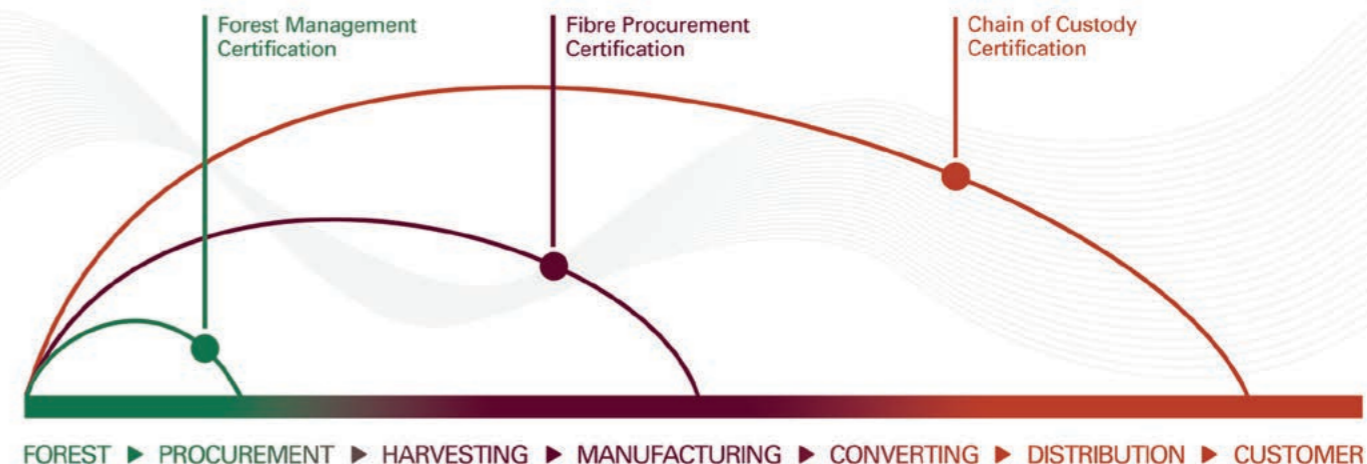 Forest Management
Certification
Fibre Procurement
Certification
Chain of Custody
Certification
FOREST ▶ PROCUREMENT ▶ HARVESTING ▶ MANUFACTURING ▶ CONVERTING ▶ DISTRIBUTION ▶ CUSTOMER